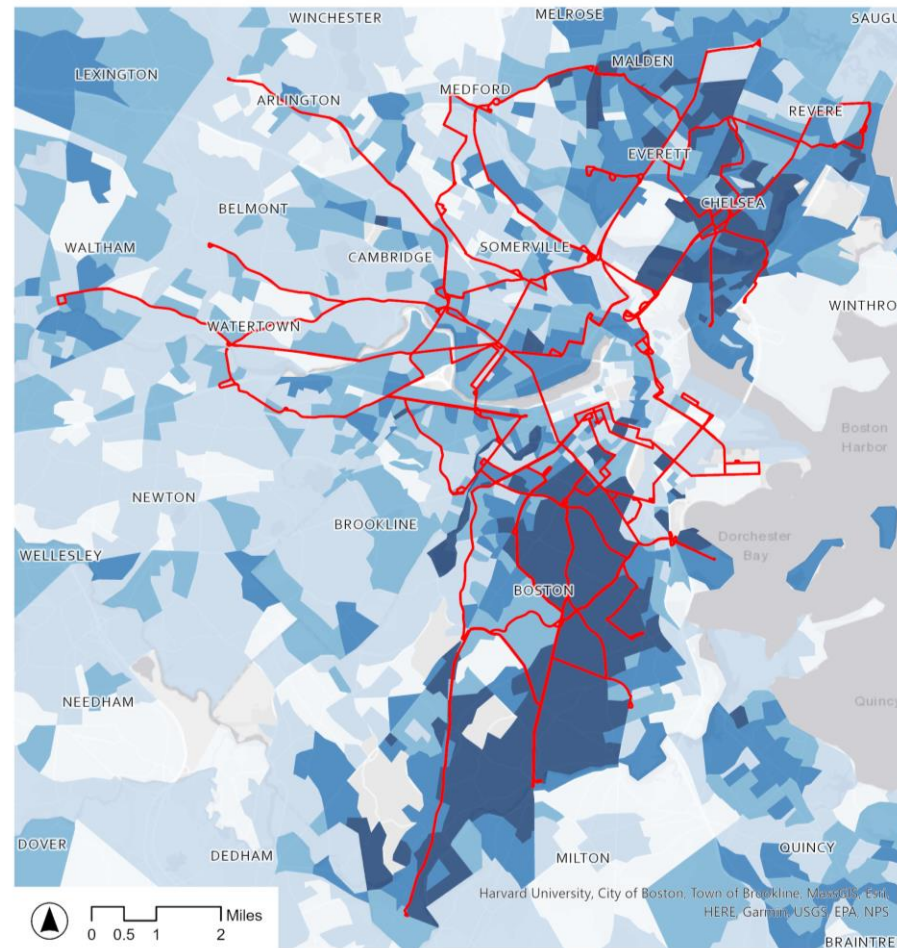 WINCHESTER
MELROSE
SAUGU
LEXINGTON
MALDEN
MEDFORD
ARLINGTON
REVERE
EVERETT
CHELSEA
BELMONT
SOMERVILLE
WALTHAM
CAMBRIDGE
WINTHRO
WATERTOWN
Boston
Harbor
NEWTON
BROOKLINE
Dorchester
Bay
WELLESLEY
BOSTON
NEEDHAM
Quincy
DOVER
DEDHAM
MILTON
QUINCY
Harvard University, City of Boston, Town of Brookline, MassGIS, Esri,
HERE, Garmin, USGS, EPA, NPS
Miles
0 0.5 1 2
BRAINTRE